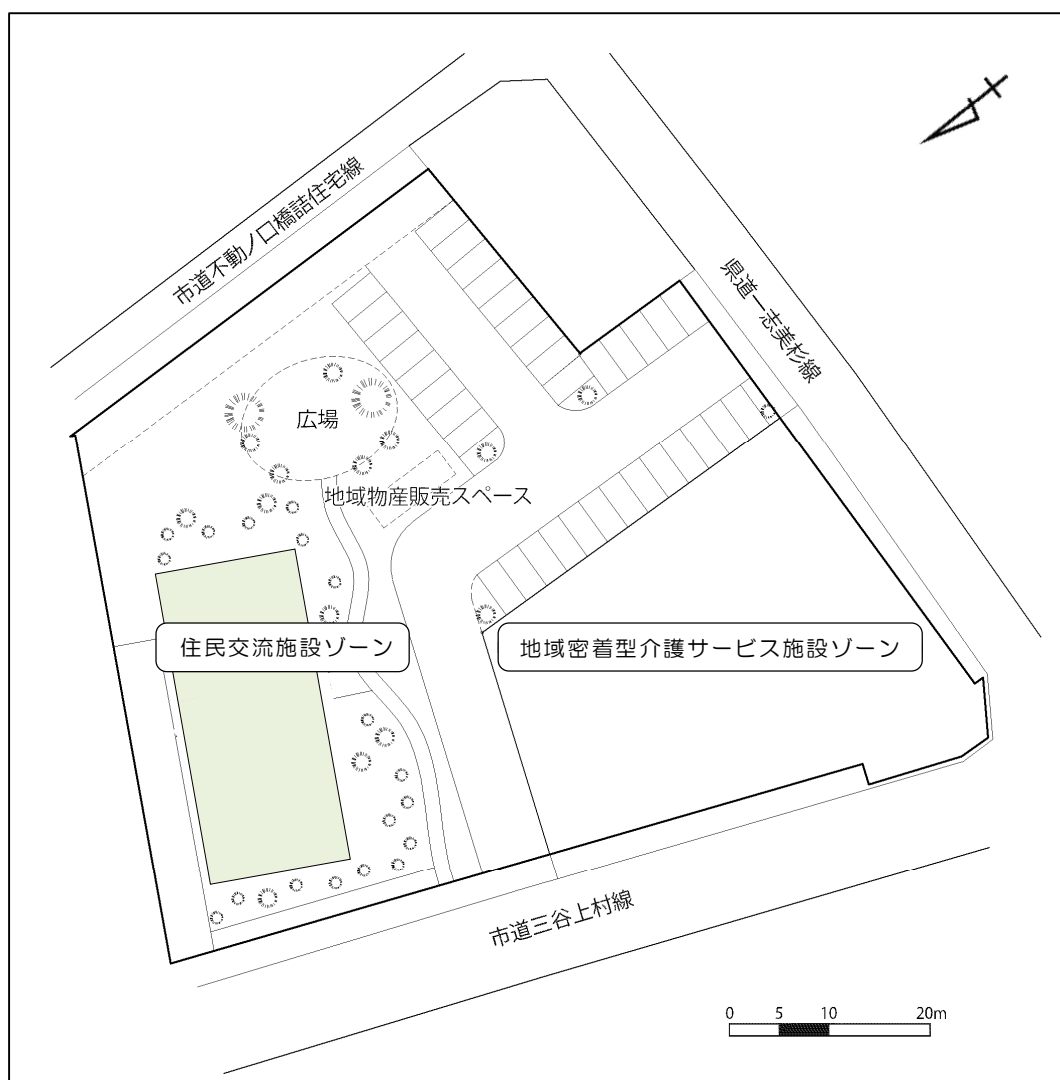 市道不動ノ口橋詰住宅線
県道一志美杉線
広場
地域物産販売スペース
住民交流施設ゾーン
地域密着型介護サービス施設ゾーン
市道三谷上村線
0 5 10 20m